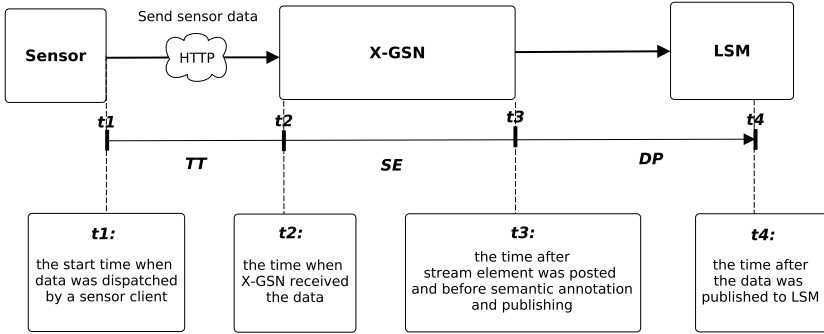 Send sensor data
Sensor
HTTP
X-GSN
LSM
t1
t2
t3
t4
TT
SE
DP
t1:
the start time when
data was dispatched
by a sensor client
t2:
the time when
X-GSN received
the data
t3:
the time after
stream element was posted
and before semantic annotation
and publishing
t4:
the time after
the data was
published to LSM